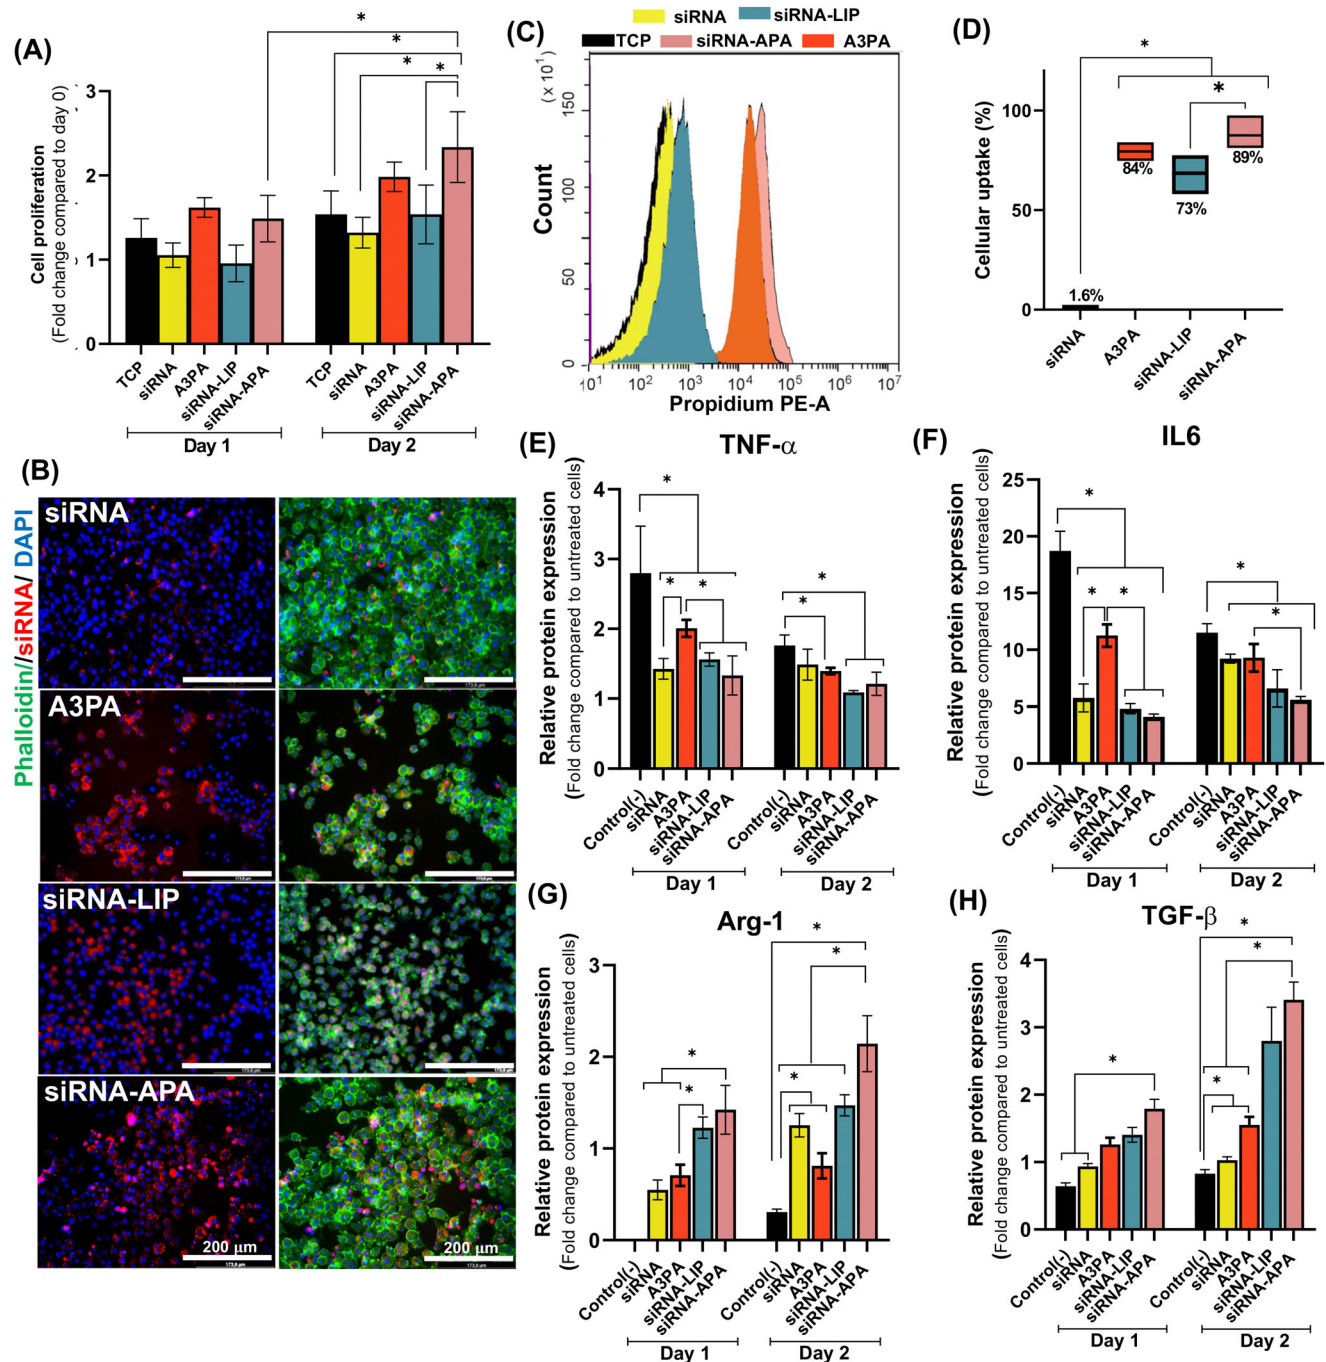 (A)
Cell proliferation
(Fold change compared to day 0)
3
2
1
0
*
*
*
*
TCP
siRNA
A3PA
siRNA-LIP
siRNA-APA
TCP
siRNA
A3PA
siRNA-LIP
siRNA-APA
Day 1
Day 2
(B)
Phalloidin//siRNA/ DAPI
siRNA
A3PA
siRNA-LIP
siRNA-APA
200 µm
200 µm
(C)
siRNA
siRNA-LIP
TCP
siRNA-APA
A3PA
Count
(x 10¹)
150
100
50
0
10¹
10²
10³
10⁴
10⁵
10⁶
10⁷
Propidium PE-A
(D)
Cellular uptake (%)
100
50
0
*
*
1.6%
84%
73%
89%
siRNA
A3PA
siRNA-LIP
siRNA-APA
(E)
TNF-α
Relative protein expression
(Fold change compared to untreated cells)
4
3
2
1
0
*
*
*
*
*
Control(-)
siRNA
A3PA
siRNA-LIP
siRNA-APA
Control(-)
siRNA
A3PA
siRNA-LIP
siRNA-APA
Day 1
Day 2
(F)
IL6
Relative protein expression
(Fold change compared to untreated cells)
25
20
15
10
5
0
*
*
*
*
*
Control(-)
siRNA
A3PA
siRNA-LIP
siRNA-APA
Control(-)
siRNA
A3PA
siRNA-LIP
siRNA-APA
Day 1
Day 2
(G)
Arg-1
Relative protein expression
(Fold change compared to untreated cells)
3
2
1
0
*
*
*
*
*
Control(-)
siRNA
A3PA
siRNA-LIP
siRNA-APA
Control(-)
siRNA
A3PA
siRNA-LIP
siRNA-APA
Day 1
Day 2
(H)
TGF-β
Relative protein expression
(Fold change compared to untreated cells)
4
3
2
1
0
*
*
*
*
Control(-)
siRNA
A3PA
siRNA-LIP
siRNA-APA
Control(-)
siRNA
A3PA
siRNA-LIP
siRNA-APA
Day 1
Day 2